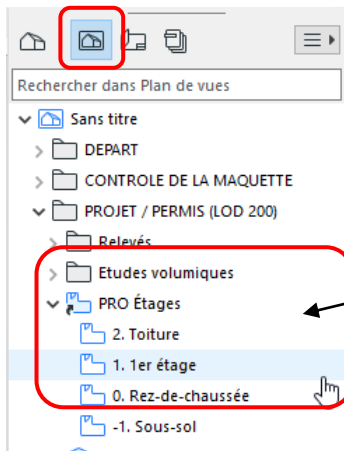 Rechercher dans Plan de vues
Sans titre
DEPART
CONTROLE DE LA MAQUETTE
PROJET / PERMIS (LOD 200)
Relevés
Etudes volumiques
PRO Étages
2. Toiture
1. 1er étage
0. Rez-de-chaussée
-1. Sous-sol